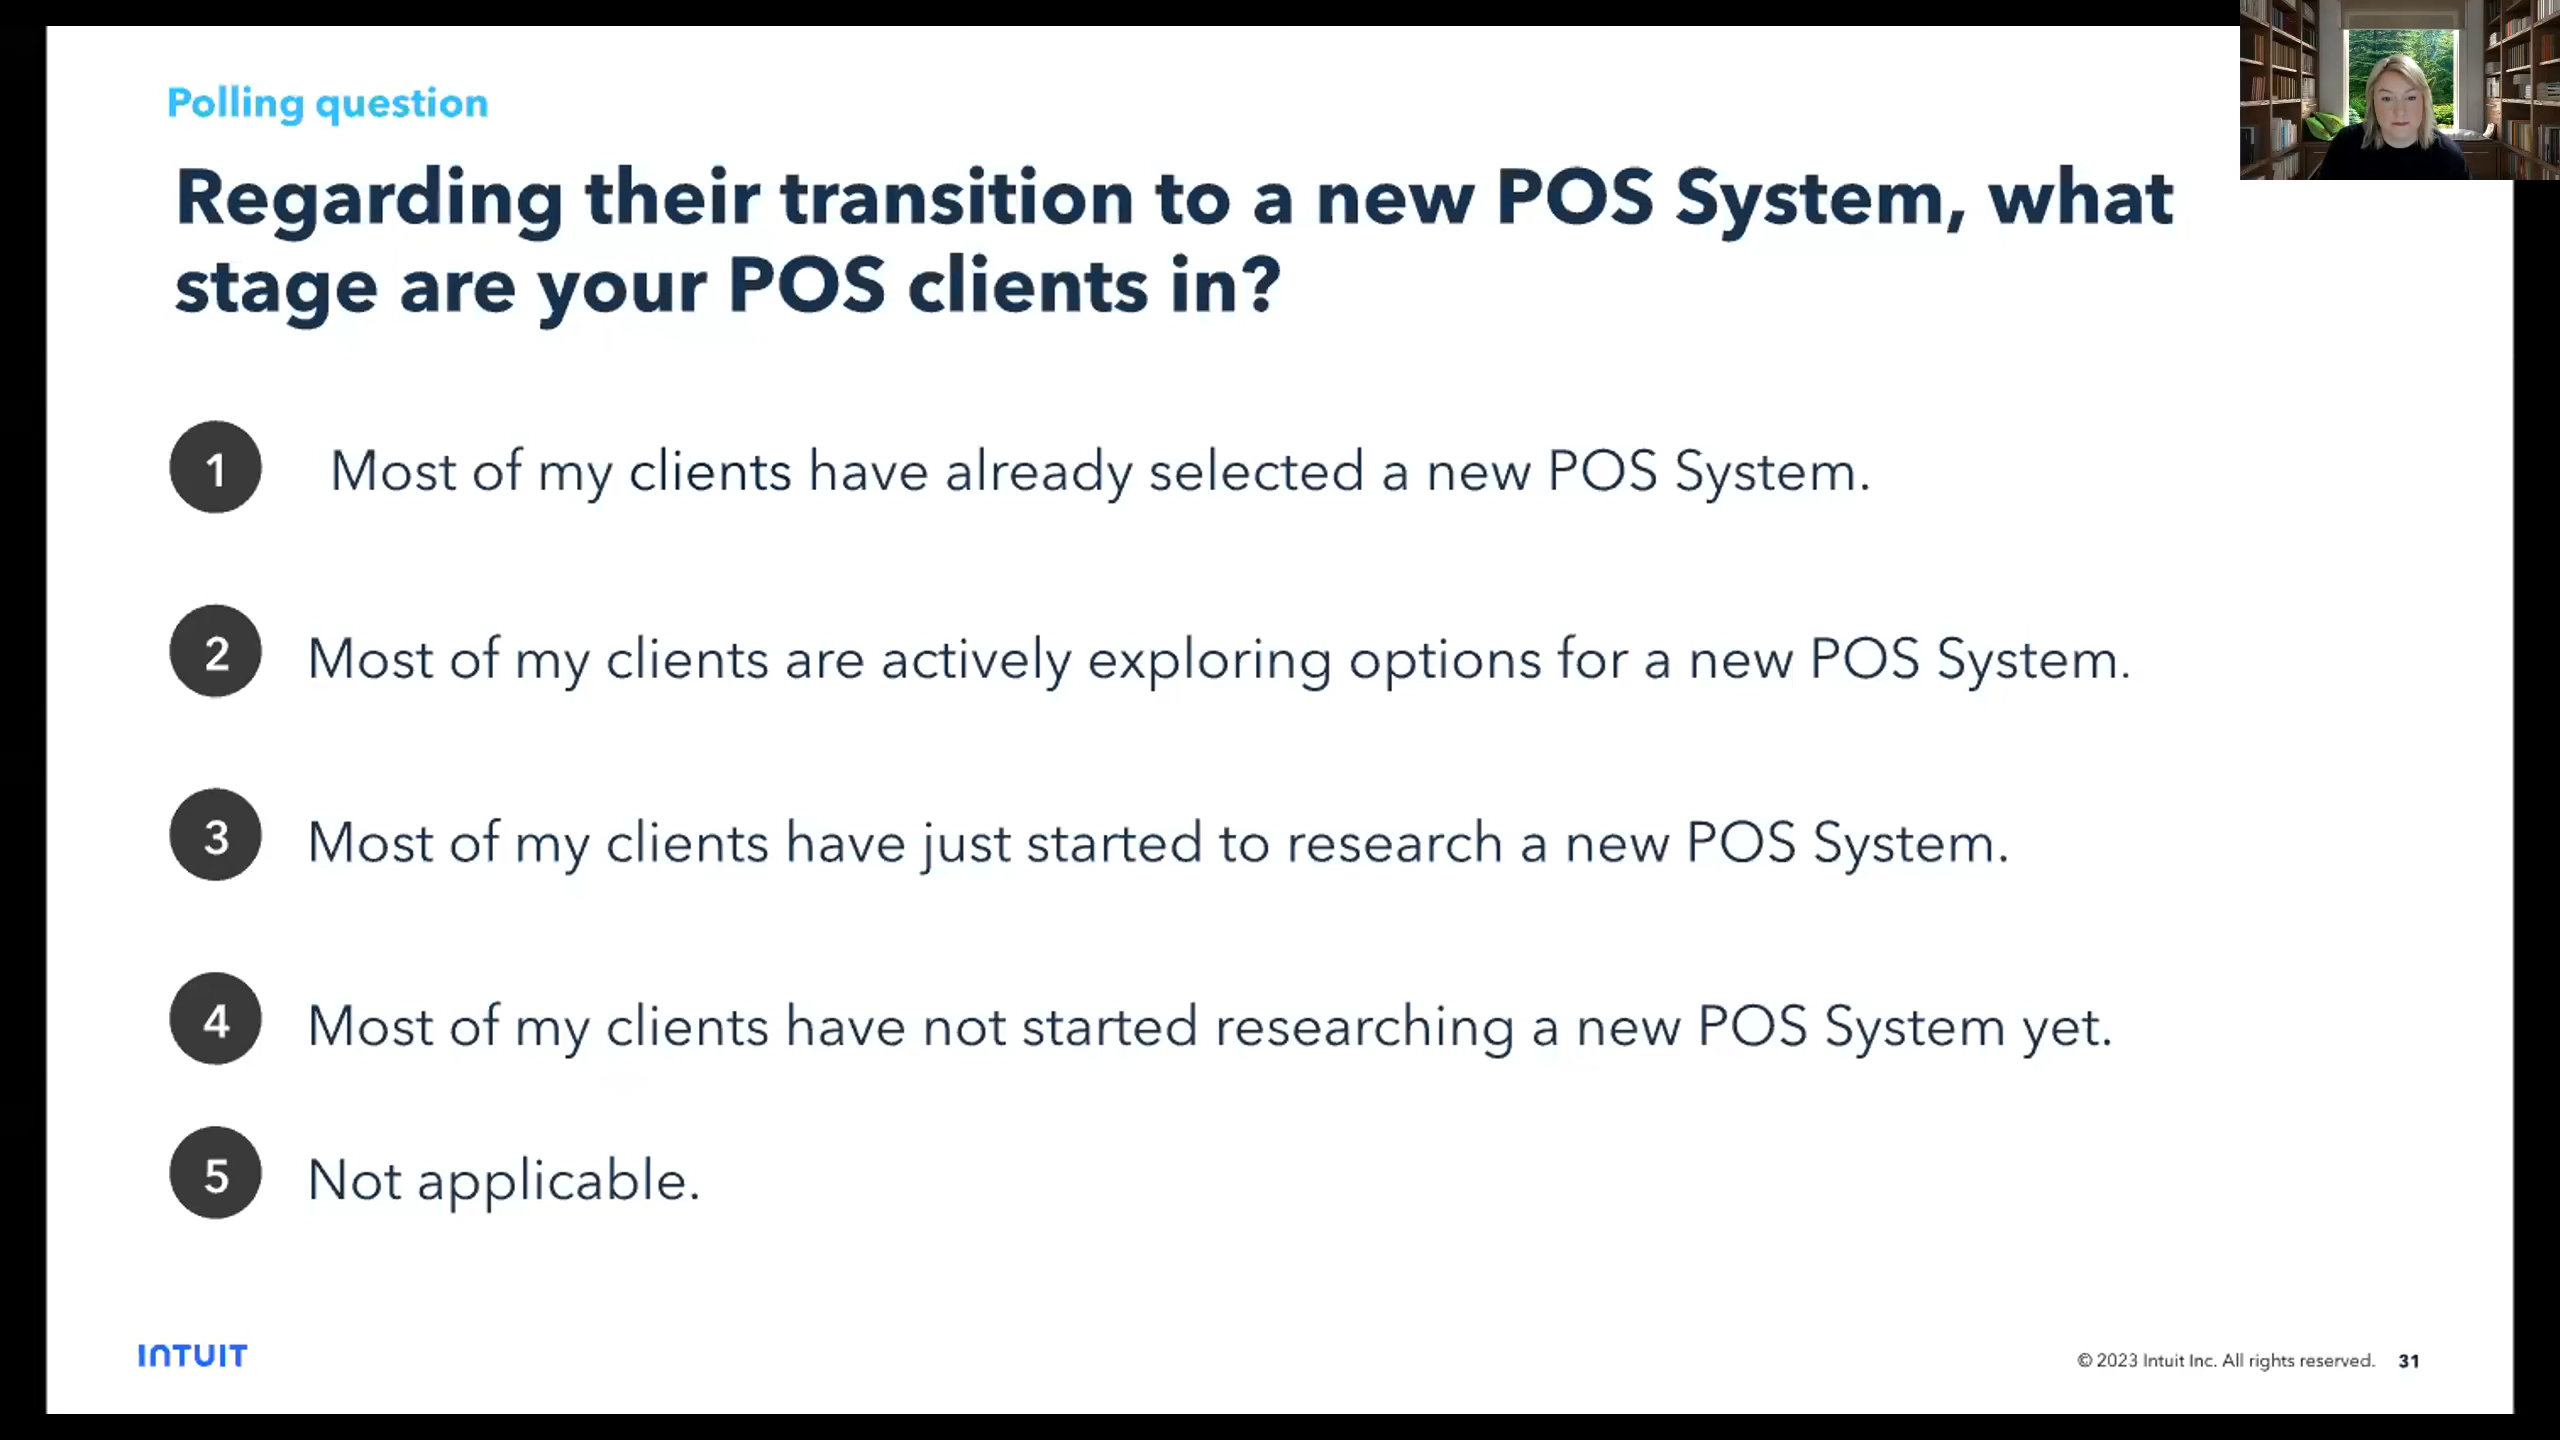 Polling question
Regarding their transition to a new POS System, what
stage are your POS clients in?
1 Most of my clients have already selected a new POS System.
2 Most of my clients are actively exploring options for a new POS System.
3 Most of my clients have just started to research a new POS System.
4 Most of my clients have not started researching a new POS System yet.
5 Not applicable.
INTUIT
© 2023 Intuit Inc. All rights reserved. 31